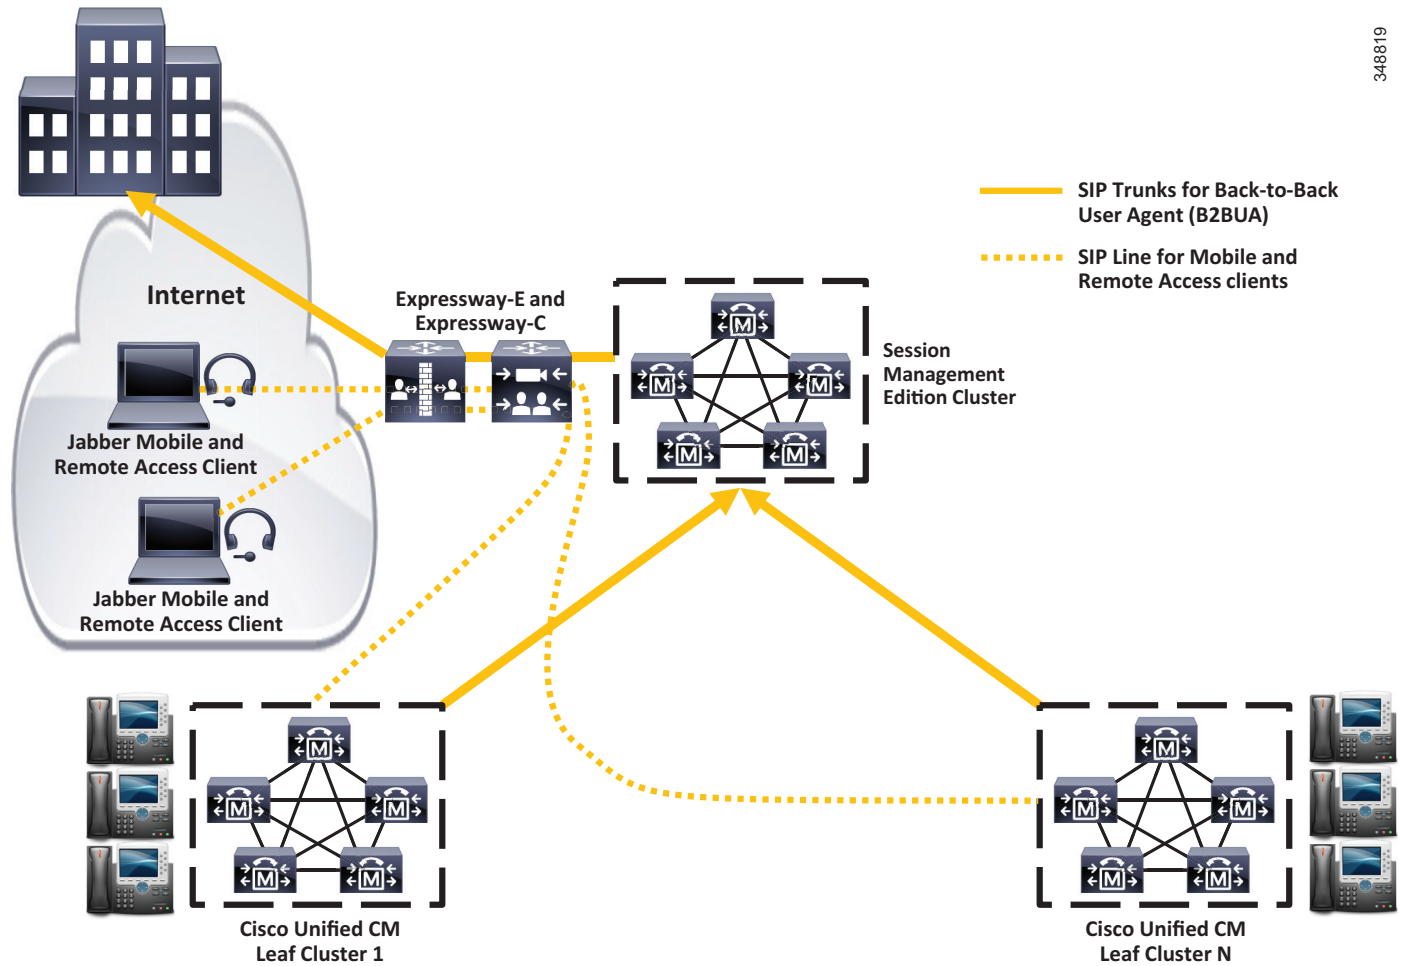 348819
SIP Trunks for Back-to-Back
User Agent (B2BUA)
SIP Line for Mobile and
Remote Access clients
Internet
Expressway-E and
Expressway-C
Session
Management
Edition Cluster
M
M
M
M
M
Jabber Mobile and
Remote Access Client
Jabber Mobile and
Remote Access Client
M
M
M
M
M
Cisco Unified CM
Leaf Cluster 1
M
M
M
M
M
Cisco Unified CM
Leaf Cluster N